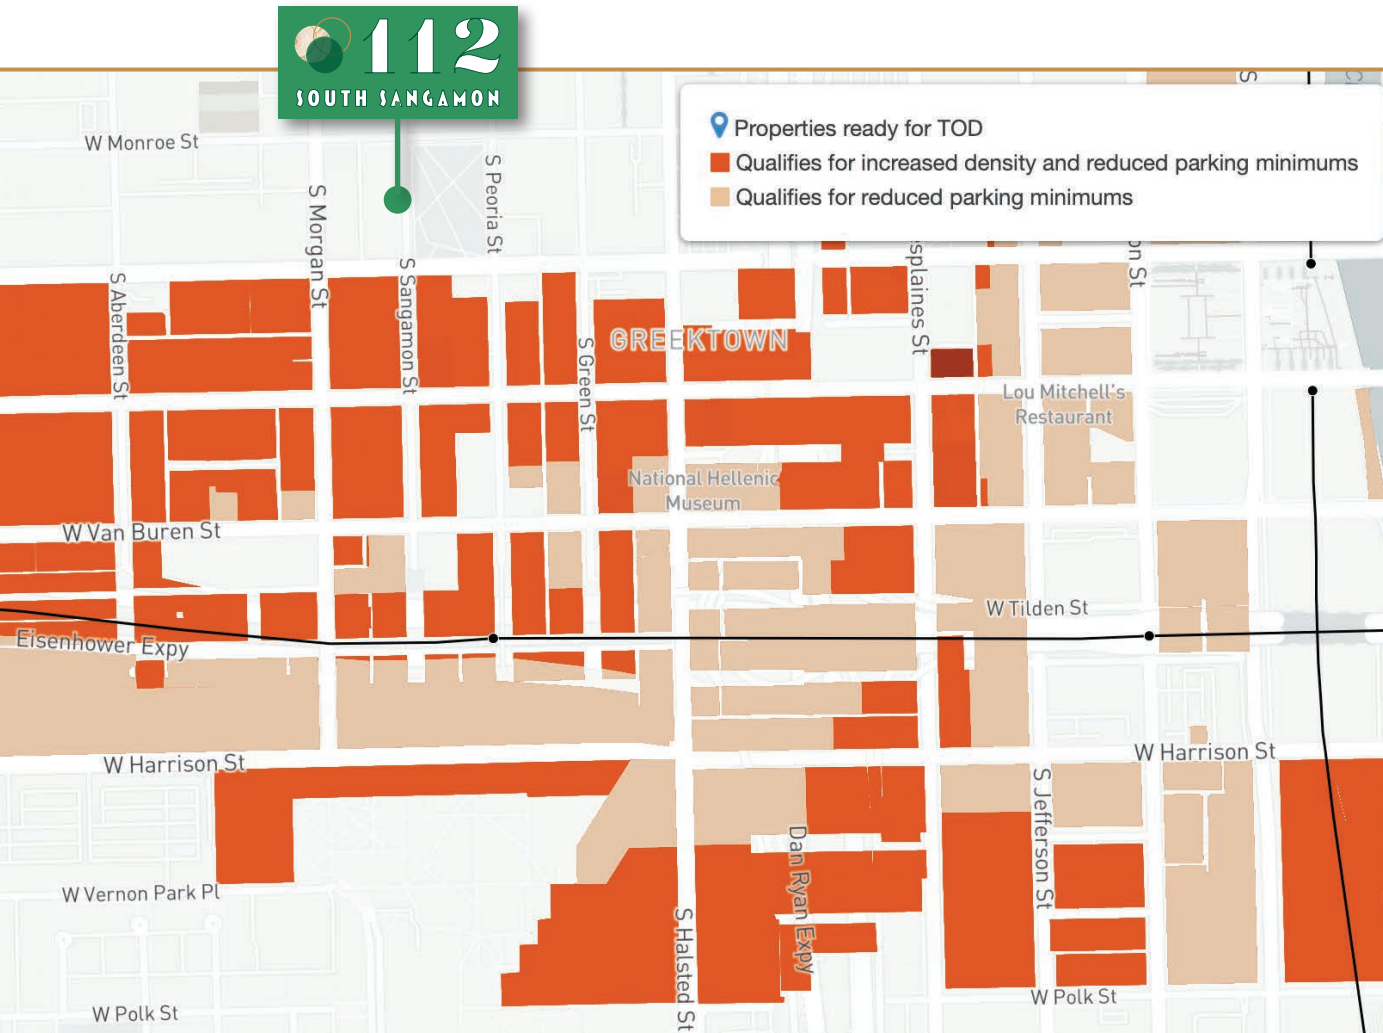 112
SOUTH SANGAMON
Properties ready for TOD
Qualifies for increased density and reduced parking minimums
Qualifies for reduced parking minimums
W Monroe St
S Peoria St
S Morgan St
S Aberdeen St
S Sangamon St
S Green St
GREEKTOWN
splaines St
on St
S
Lou Mitchell's
Restaurant
National Hellenic
Museum
W Van Buren St
W Tilden St
Eisenhower Expy
W Harrison St
W Harrison St
S Jefferson St
Dan Ryan Expy
W Vernon Park Pl
S Halsted St
W Polk St
W Polk St